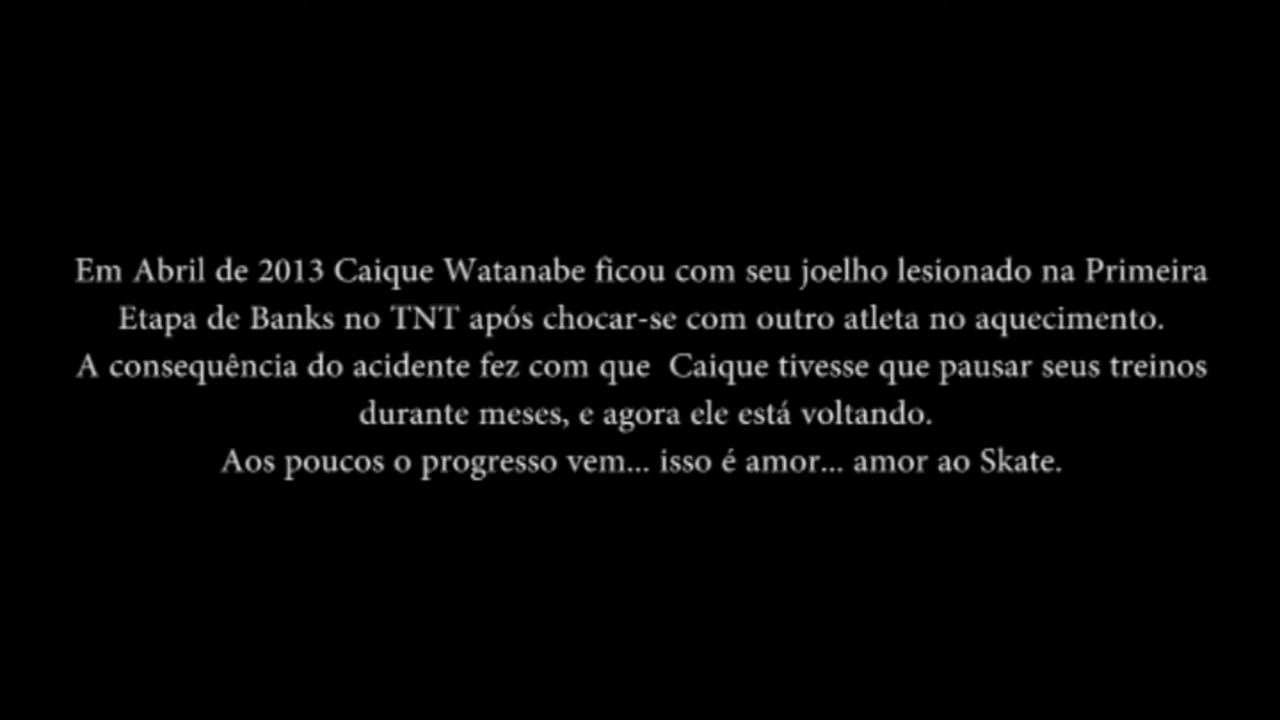 Em Abril de 2013 Caique Watanabe ficou com seu joelho lesionado na Primeira
Etapa de Banks no TNT após chocar-se com outro atleta no aquecimento.
A consequência do acidente fez com que  Caique tivesse que pausar seus treinos
durante meses, e agora ele está voltando.
Aos poucos o progresso vem... isso é amor... amor ao Skate.